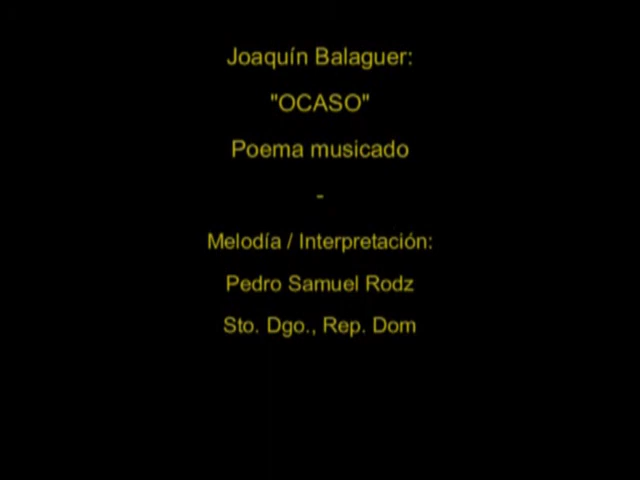 Joaquín Balaguer:
"OCASO"
Poema musicado
-
Melodía / Interpretación:
Pedro Samuel Rodz
Sto. Dgo., Rep. Dom